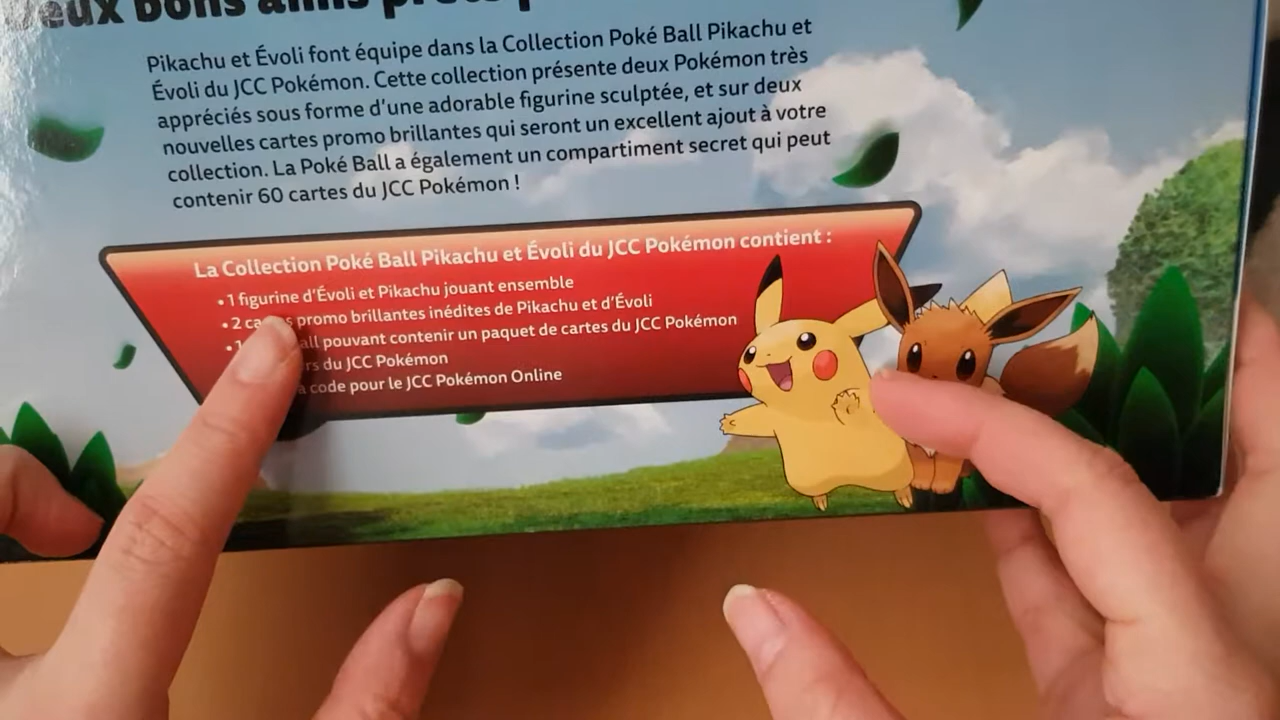 bons amis
Pikachu et Évoli font équipe dans la Collection Poké Ball Pikachu et
Évoli du JCC Pokémon. Cette collection présente deux Pokémon très
appréciés sous forme d'une adorable figurine sculptée, et sur deux
nouvelles cartes promo brillantes qui seront un excellent ajout à votre
collection. La Poké Ball a également un compartiment secret qui peut
contenir 60 cartes du JCC Pokémon !
La Collection Poké Ball Pikachu et Évoli du JCC Pokémon contient :
• 1 figurine d'Évoli et Pikachu jouant ensemble
• 2 promo brillantes inédites de Pikachu et d'Évoli
• 1 pouvant contenir un paquet de cartes du JCC Pokémon
du JCC Pokémon
code pour le JCC Pokémon Online